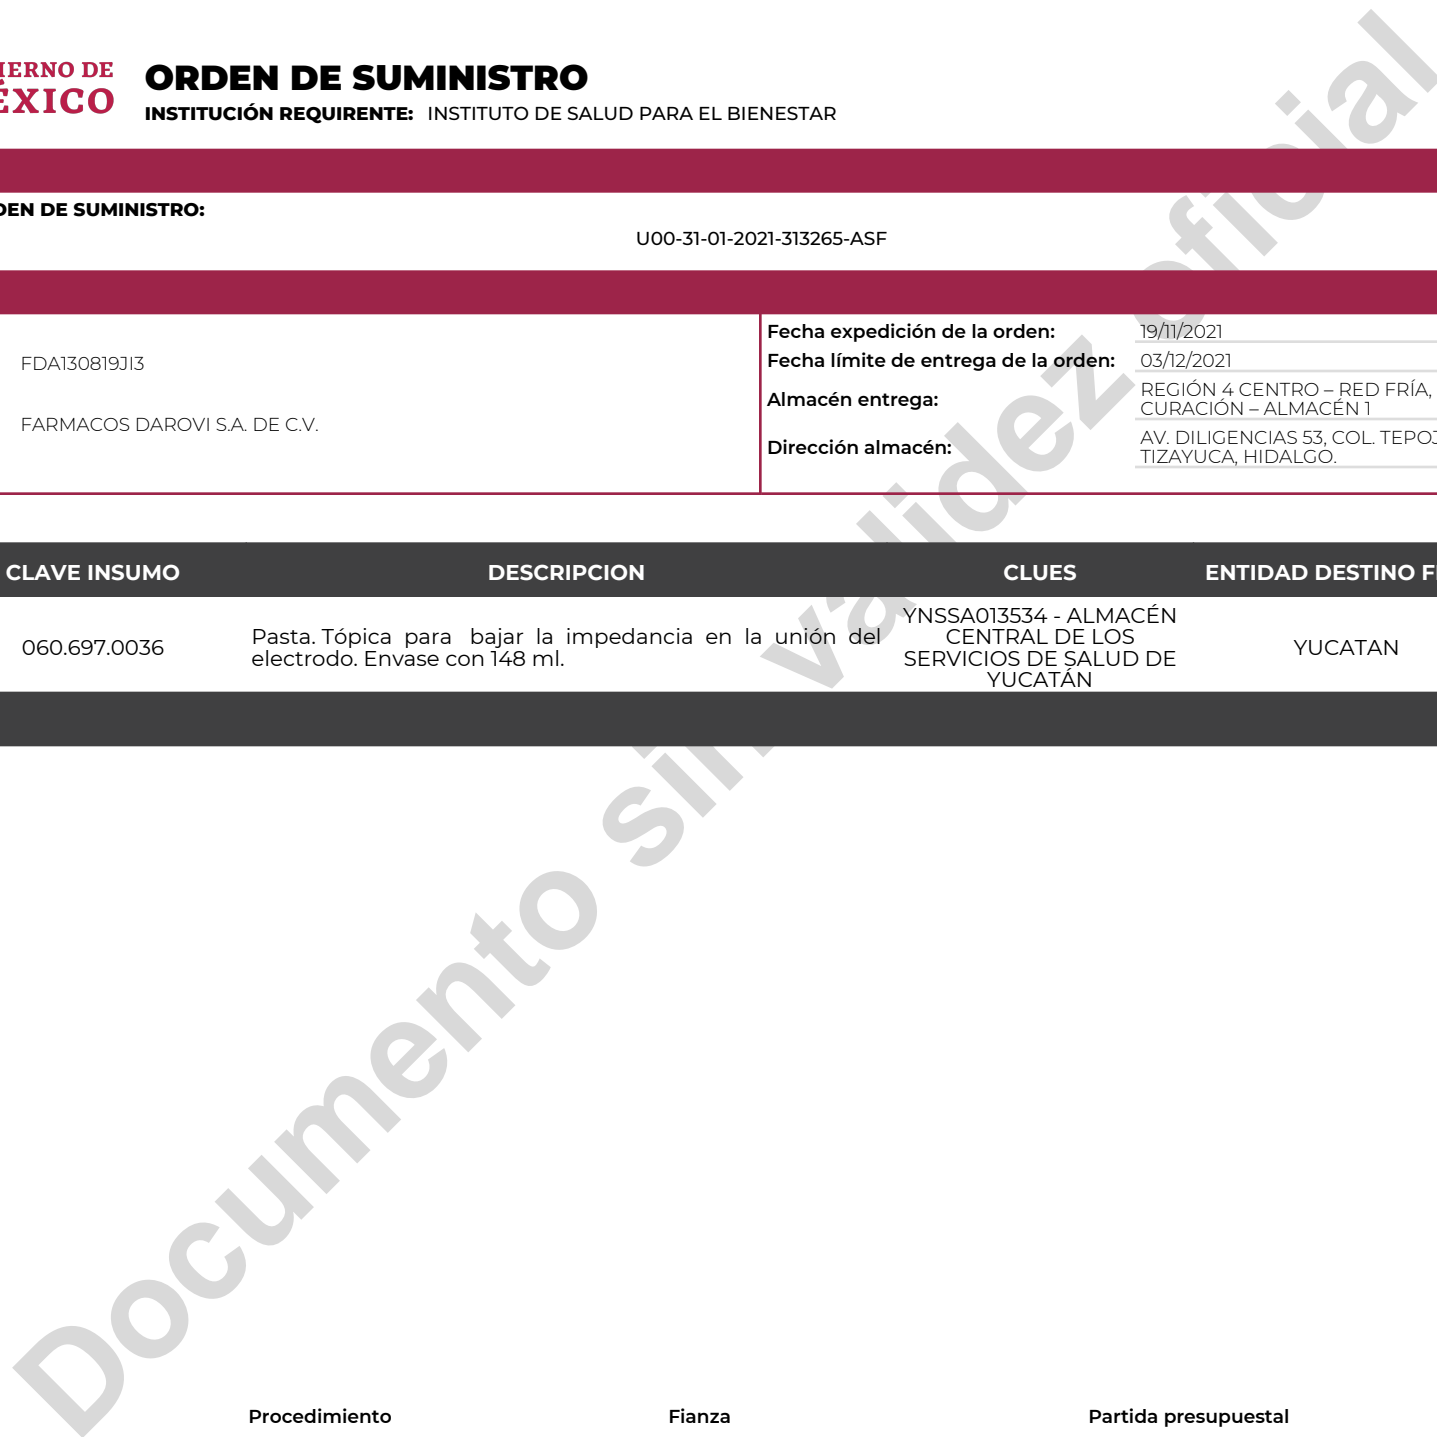 IERNO DE
ÉXICO
ORDEN DE SUMINISTRO
INSTITUCIÓN REQUIRENTE: INSTITUTO DE SALUD PARA EL BIENESTAR
DEN DE SUMINISTRO:
U00-31-01-2021-313265-ASF
FDA130819JI3
FARMACOS DAROVI S.A. DE C.V.
Fecha expedición de la orden: 19/11/2021
Fecha límite de entrega de la orden: 03/12/2021
Almacén entrega: REGIÓN 4 CENTRO – RED FRÍA,
CURACIÓN – ALMACÉN 1
Dirección almacén: AV. DILIGENCIAS 53, COL. TEPOJ
TIZAYUCA, HIDALGO.
CLAVE INSUMO DESCRIPCION CLUES ENTIDAD DESTINO FI
060.697.0036
Pasta. Tópica para bajar la impedancia en la unión del
electrodo. Envase con 148 ml.
YNSSA013534 - ALMACÉN
CENTRAL DE LOS
SERVICIOS DE SALUD DE
YUCATÁN
YUCATAN
Documento sin validez oficial
Procedimiento Fianza Partida presupuestal